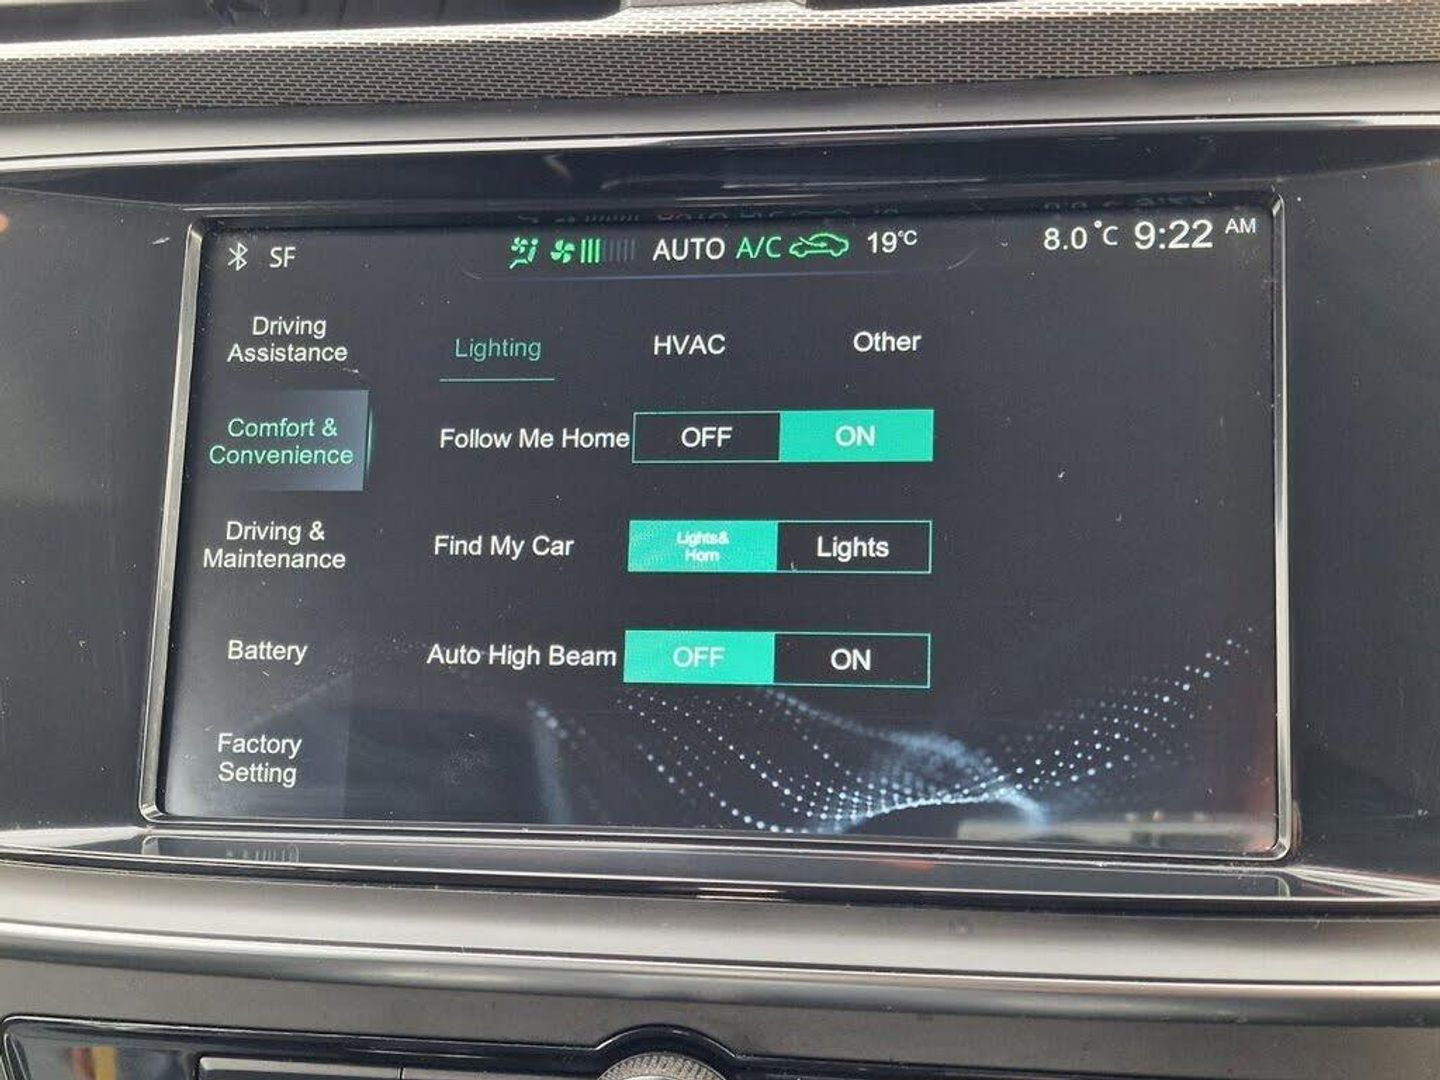 SF
AUTO A/C 19°C
8.0°C 9:22 AM
Driving
Assistance
Comfort &
Convenience
Driving &
Maintenance
Battery
Factory
Setting
Lighting HVAC Other
Follow Me Home OFF ON
Find My Car Lights&
Horn Lights
Auto High Beam OFF ON